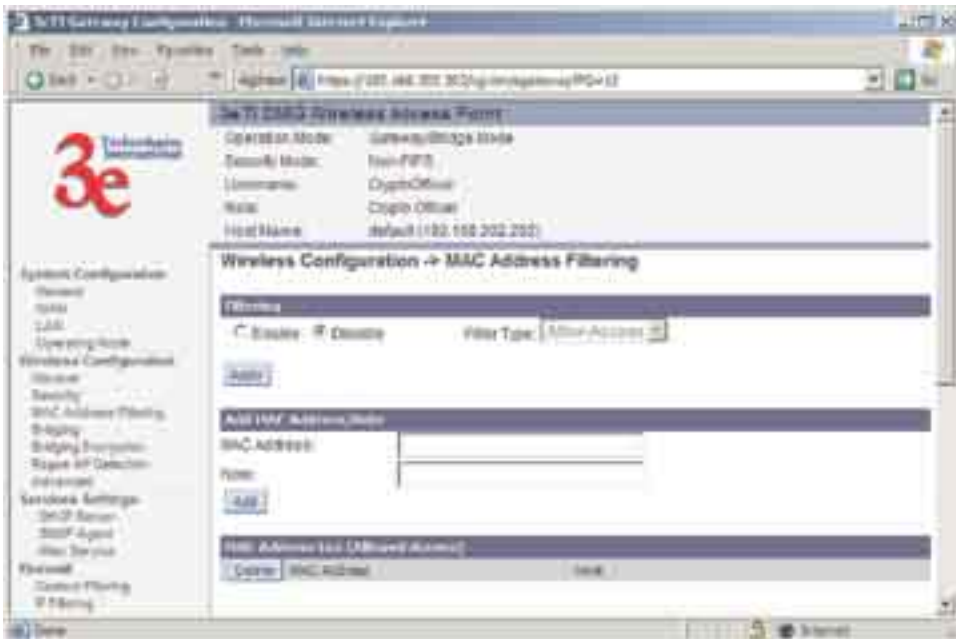 3eTI Gateway Configuration - Microsoft Internet Explorer
File Edit View Favorites Tools Help
Back
Address
3e Technologies International
3eTI Wireless Access Point
Operation Mode: Gateway/Bridge Mode
Security Mode: Non-FIPS
Username: CryptoOfficer
Role: Crypto Officer
Host Name: default
Wireless Configuration -> MAC Address Filtering
System Configuration
General
WAN
LAN
Operating Mode
Wireless Configuration
General
Security
MAC Address Filtering
Bridging
Bridging Encryption
Rogue AP Detection
Advanced
Services Settings
DHCP Server
SNMP Agent
Misc Service
Firewall
Content Filtering
IP Filtering
Filtering
Enable Disable Filter Type: Allow Access
Apply
Add MAC Address/Note
MAC Address:
Note:
Add
MAC Address List (Allowed Access)
Delete MAC Address Note
Done Internet